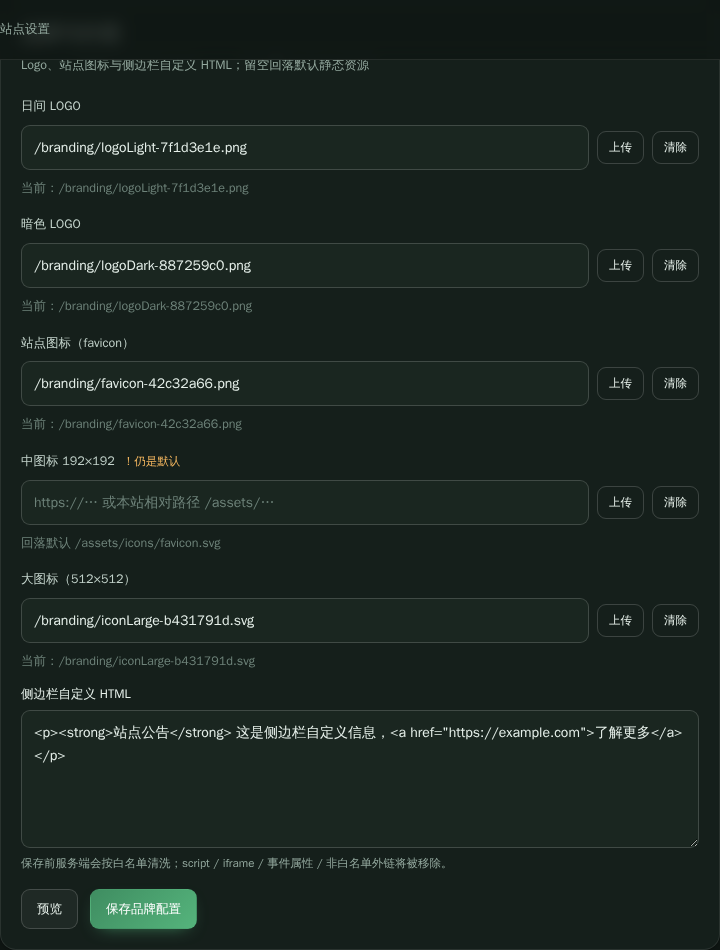 站点设置
Logo、站点图标与侧边栏自定义 HTML；留空回落默认静态资源
日间 LOGO
/branding/logoLight-7f1d3e1e.png
上传
清除
当前：/branding/logoLight-7f1d3e1e.png
暗色 LOGO
/branding/logoDark-887259c0.png
上传
清除
当前：/branding/logoDark-887259c0.png
站点图标（favicon）
/branding/favicon-42c32a66.png
上传
清除
当前：/branding/favicon-42c32a66.png
中图标 192×192 ！仍是默认
https://… 或本站相对路径 /assets/…
上传
清除
回落默认 /assets/icons/favicon.svg
大图标（512×512）
/branding/iconLarge-b431791d.svg
上传
清除
当前：/branding/iconLarge-b431791d.svg
侧边栏自定义 HTML
<p><strong>站点公告</strong> 这是侧边栏自定义信息，<a href="https://example.com">了解更多</a>
</p>
保存前服务端会按白名单清洗；script / iframe / 事件属性 / 非白名单外链将被移除。
预览
保存品牌配置